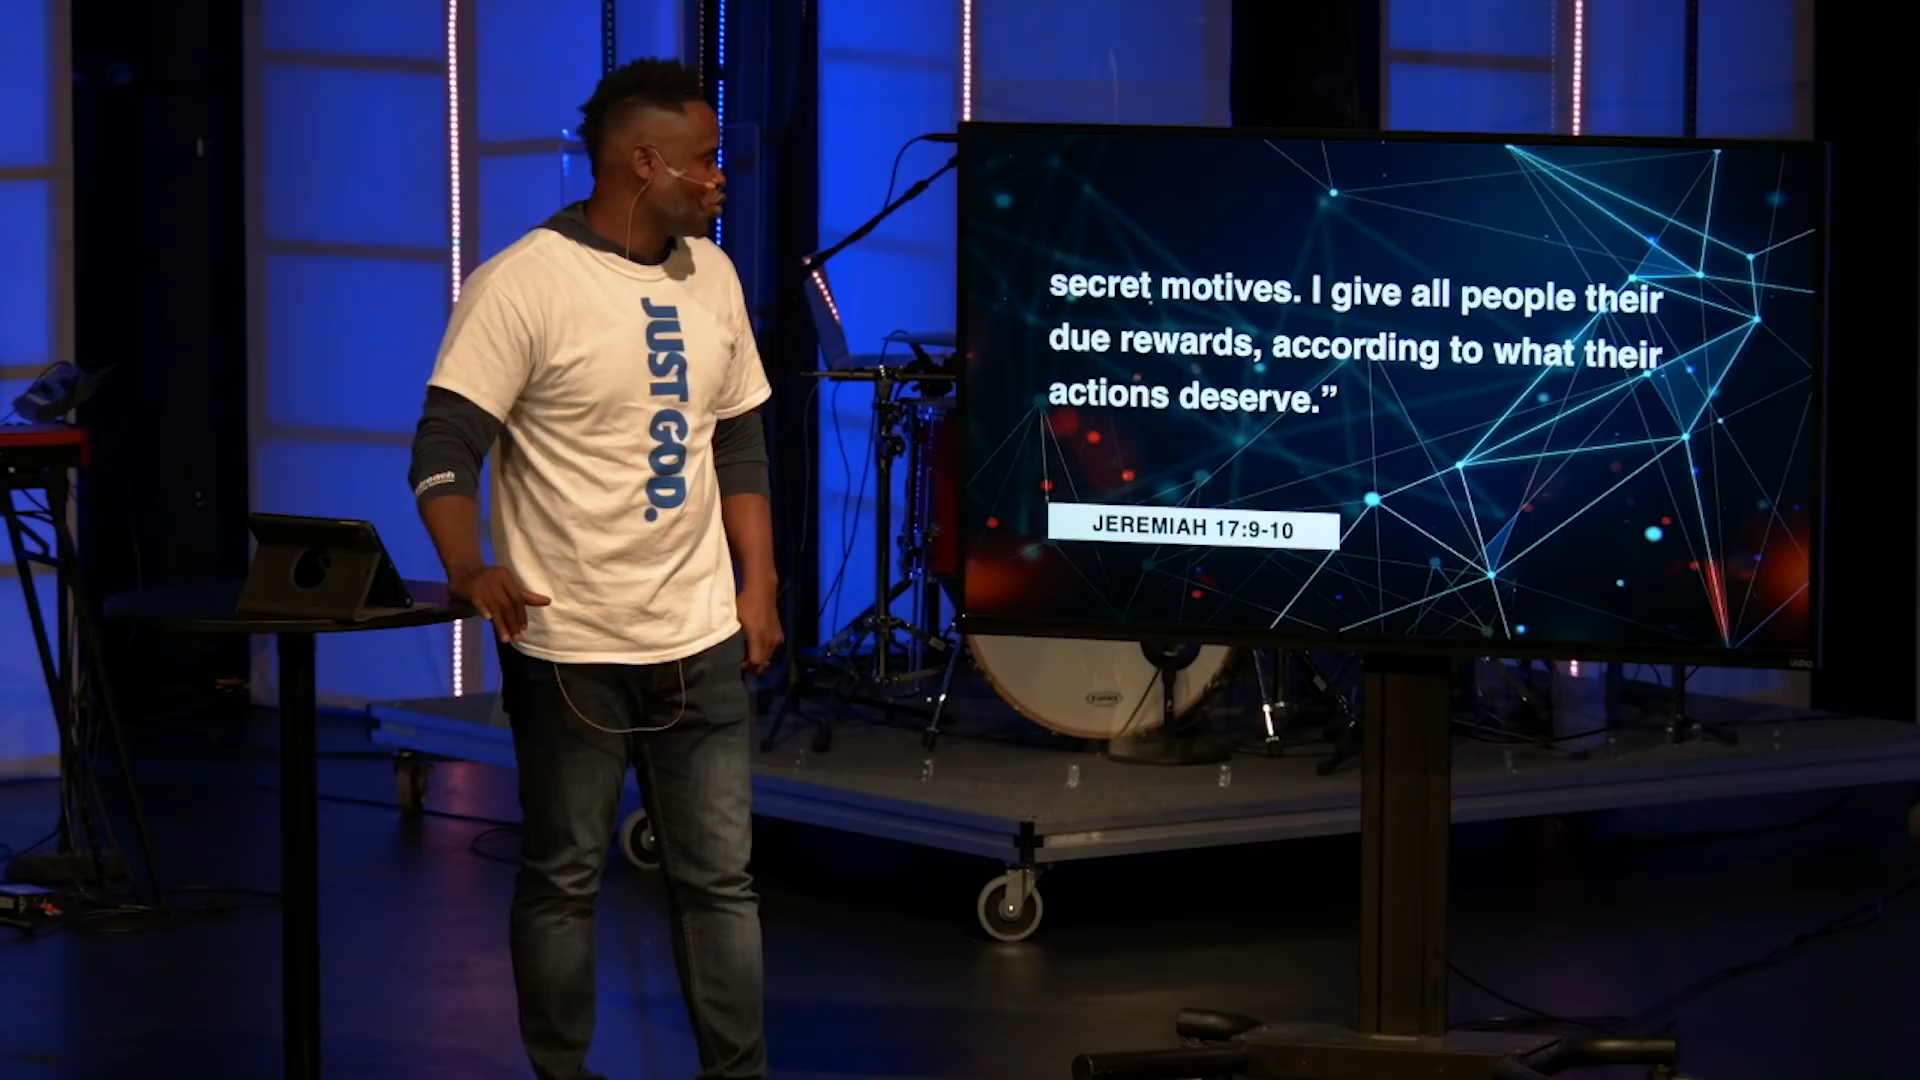 JUST GOD.
secret motives. I give all people their
due rewards, according to what their
actions deserve.”
JEREMIAH 17:9-10